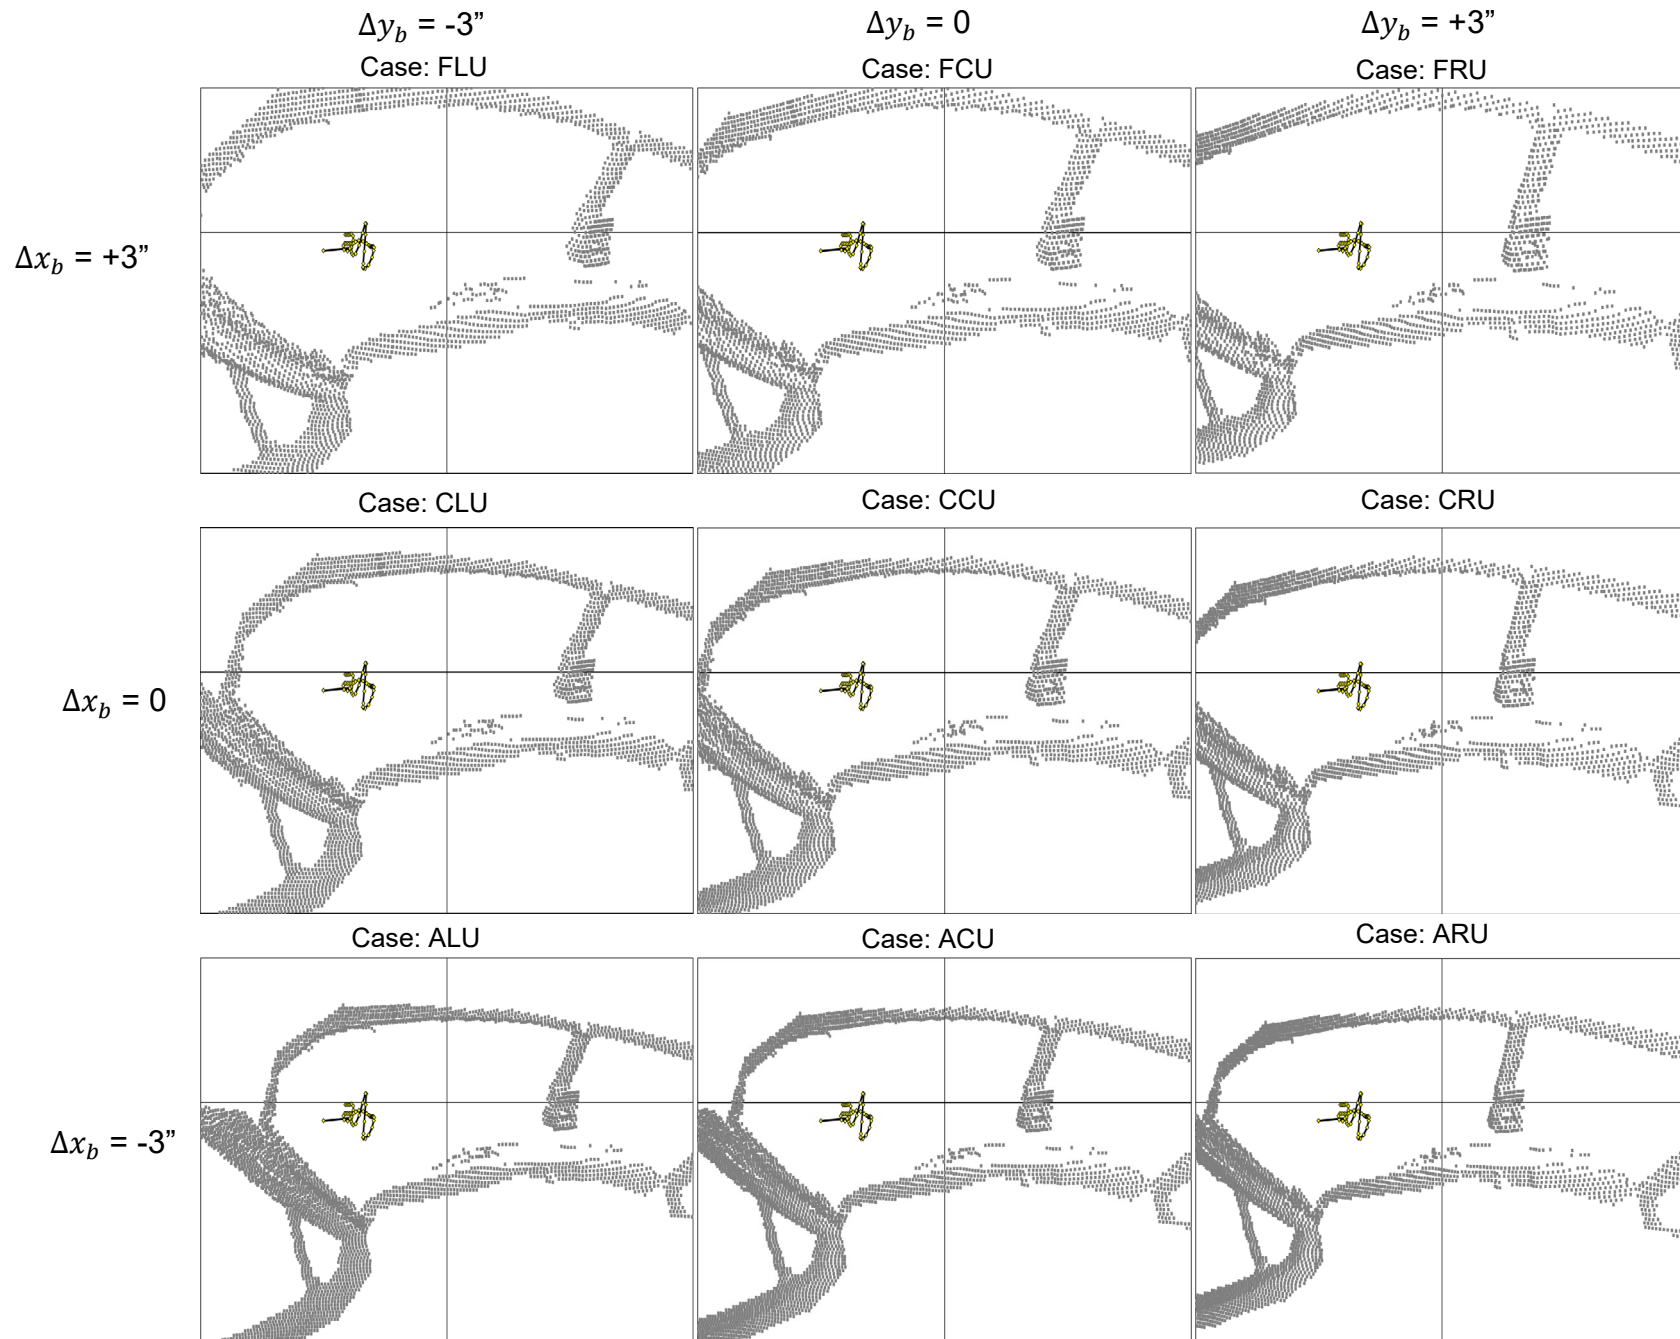 Δy_b = -3” Δy_b = 0 Δy_b = +3”
Case: FLU Case: FCU Case: FRU
Δx_b = +3”
Case: CLU Case: CCU Case: CRU
Δx_b = 0
Case: ALU Case: ACU Case: ARU
Δx_b = -3”